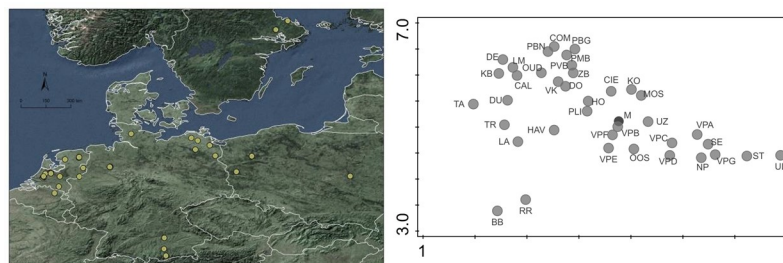 N
7.0
COM
PBG
PBN
PMB
DE
LM
OUD
PVB
ZB
KB
CAL
VK
DO
CIE
KO
MOS
TA
DU
HO
PLI
M
TR
HAV
UZ
VPA
LA
VPF
VPB
VPC
SE
VPE
OOS
VPD
NP
VPG
ST
RR
BB
3.0
1